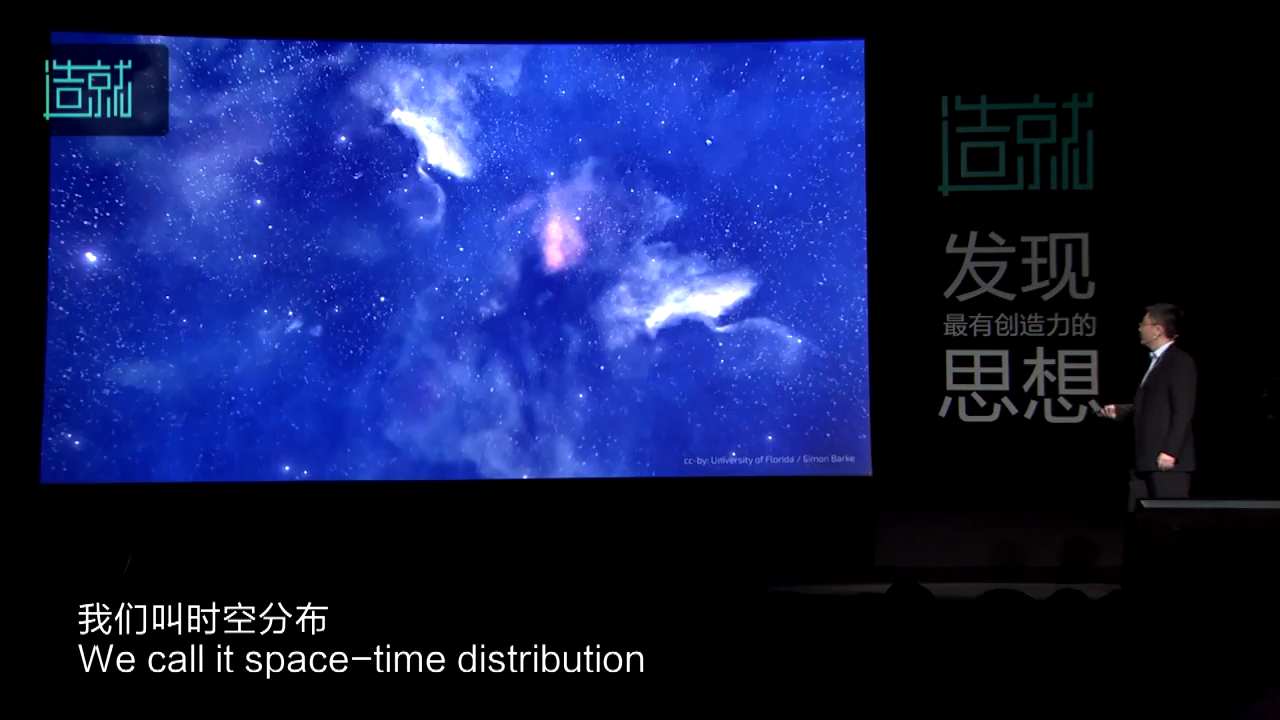 造就
cc-by: University of Florida / Simon Barke
造就
发现
最有创造力的
思想
我们叫时空分布
We call it space-time distribution